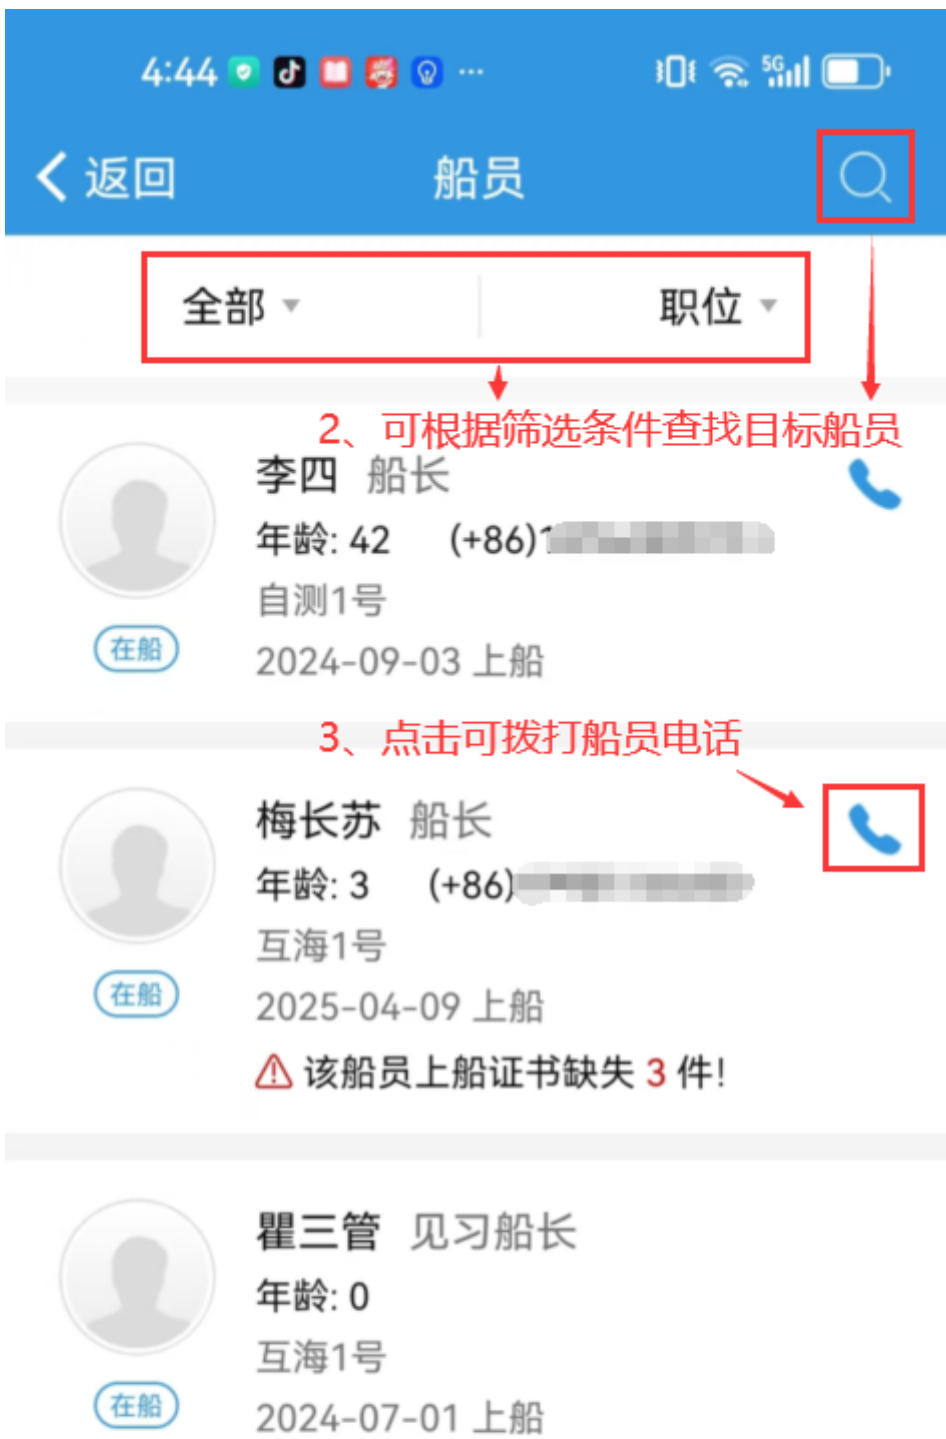 4:44 ··· 5G
返回 船员
全部 职位
2、可根据筛选条件查找目标船员
李四 船长
年龄: 42 (+86)1
自测1号
在船
2024-09-03 上船
3、点击可拨打船员电话
梅长苏 船长
年龄: 3 (+86)
互海1号
在船
2025-04-09 上船
该船员上船证书缺失 3 件!
瞿三管 见习船长
年龄: 0
互海1号
在船
2024-07-01 上船